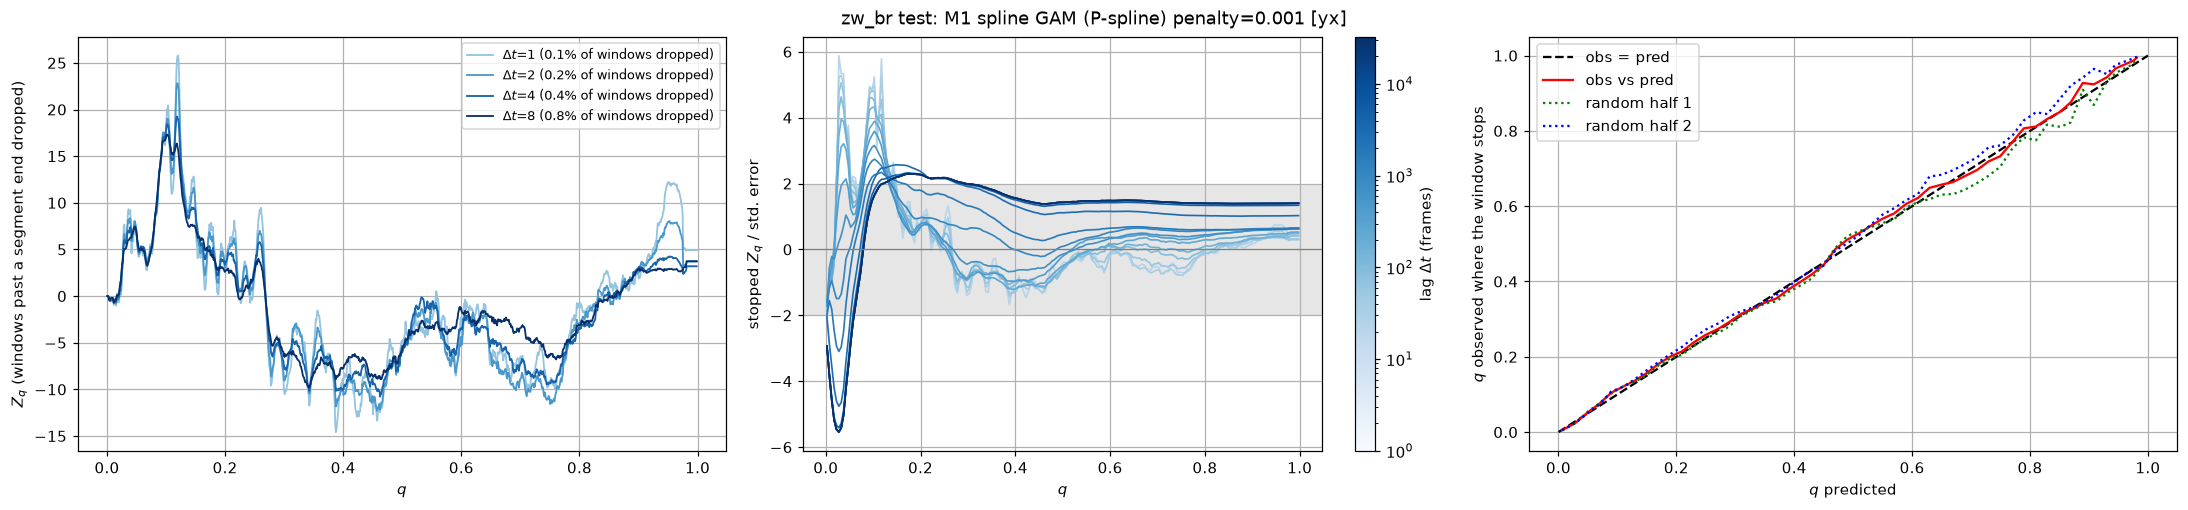 zw_br test: M1 spline GAM (P-spline) penalty=0.001 [yx]
Z_q (windows past a segment end dropped)
25
20
15
10
5
0
−5
−10
−15
0.0 0.2 0.4 0.6 0.8 1.0
q
Δt=1 (0.1% of windows dropped)
Δt=2 (0.2% of windows dropped)
Δt=4 (0.4% of windows dropped)
Δt=8 (0.8% of windows dropped)
stopped Z_q / std. error
6
4
2
0
−2
−4
−6
0.0 0.2 0.4 0.6 0.8 1.0
q
10^4
10^3
10^2
10^1
10^0
lag Δt (frames)
q observed where the window stops
1.0
0.8
0.6
0.4
0.2
0.0
0.0 0.2 0.4 0.6 0.8 1.0
q predicted
obs = pred
obs vs pred
random half 1
random half 2